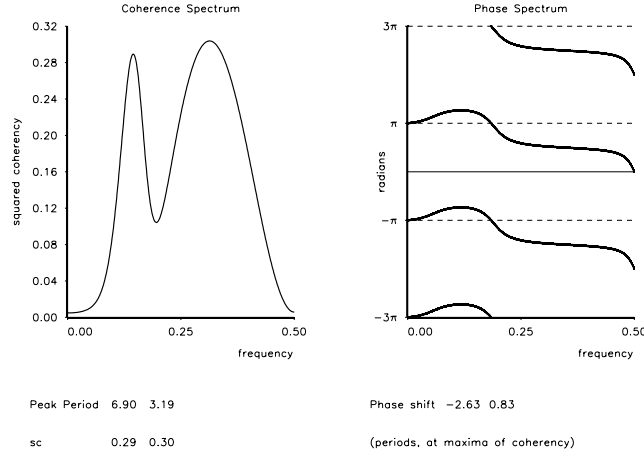 Coherence Spectrum
squared coherency
0.32
0.28
0.24
0.20
0.16
0.12
0.08
0.04
0.00
0.00 0.25 0.50
frequency
Phase Spectrum
radians
3π
π
−π
−3π
0.00 0.25 0.50
frequency
Peak Period 6.90 3.19
sc 0.29 0.30
Phase shift −2.63 0.83
(periods, at maxima of coherency)